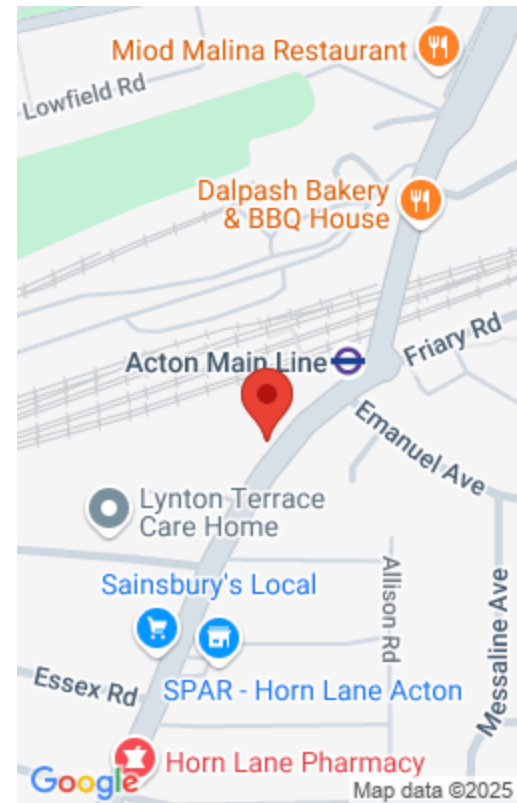 Miod Malina Restaurant
Lowfield Rd
Dalpash Bakery
& BBQ House
Acton Main Line
Friary Rd
Emanuel Ave
Lynton Terrace
Care Home
Allison Rd
Messaline Ave
Sainsbury's Local
Essex Rd
SPAR - Horn Lane Acton
Horn Lane Pharmacy
Google
Map data ©2025